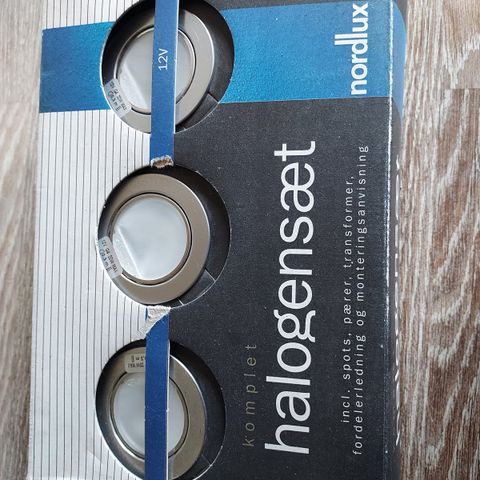 nordlux
12V
komplet
halogensæt
incl. spots, pærer, transformer,
fordelerledning og monteringsanvisning